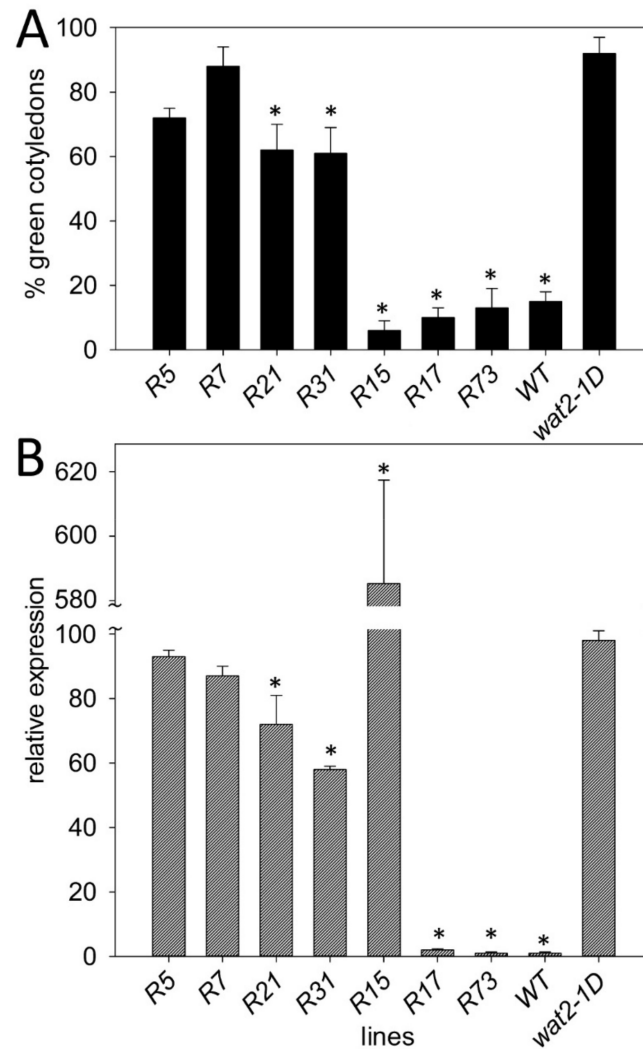 A
% green cotyledons
100
80
60
40
20
0
* * * * * *
R5 R7 R21 R31 R15 R17 R73 WT wat2-1D
B
relative expression
620
600
580
~ ~
100
80
60
40
20
0
* * * * * *
R5 R7 R21 R31 R15 R17 R73 WT wat2-1D
lines